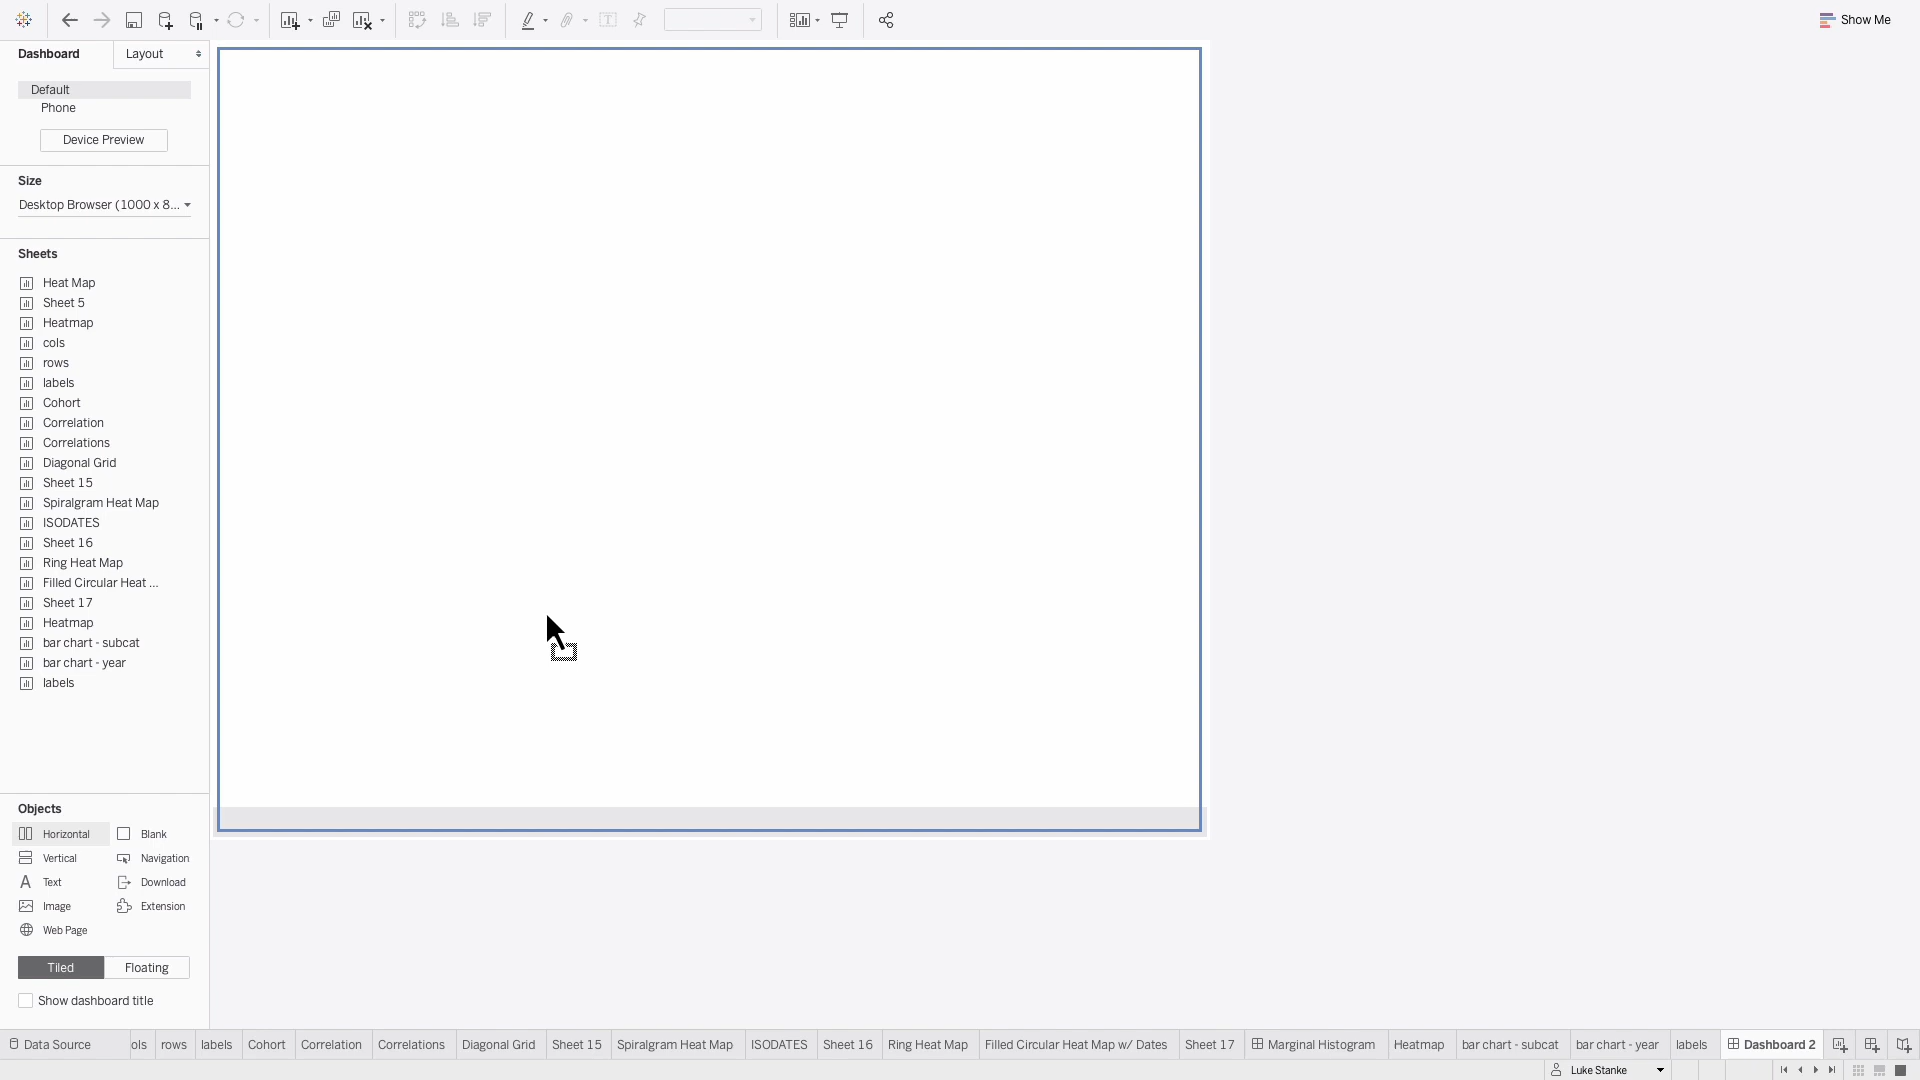 Show Me
Dashboard
Layout
Default
Phone
Device Preview
Size
Desktop Browser (1000 x 8...
Sheets
Heat Map
Sheet 5
Heatmap
cols
rows
labels
Cohort
Correlation
Correlations
Diagonal Grid
Sheet 15
Spiralgram Heat Map
ISODATES
Sheet 16
Ring Heat Map
Filled Circular Heat ...
Sheet 17
Heatmap
bar chart - subcat
bar chart - year
labels
Objects
Horizontal
Blank
Vertical
Navigation
Text
Download
Image
Extension
Web Page
Tiled
Floating
Show dashboard title
Data Source
ols
rows
labels
Cohort
Correlation
Correlations
Diagonal Grid
Sheet 15
Spiralgram Heat Map
ISODATES
Sheet 16
Ring Heat Map
Filled Circular Heat Map w/ Dates
Sheet 17
Marginal Histogram
Heatmap
bar chart - subcat
bar chart - year
labels
Dashboard 2
Luke Stanke